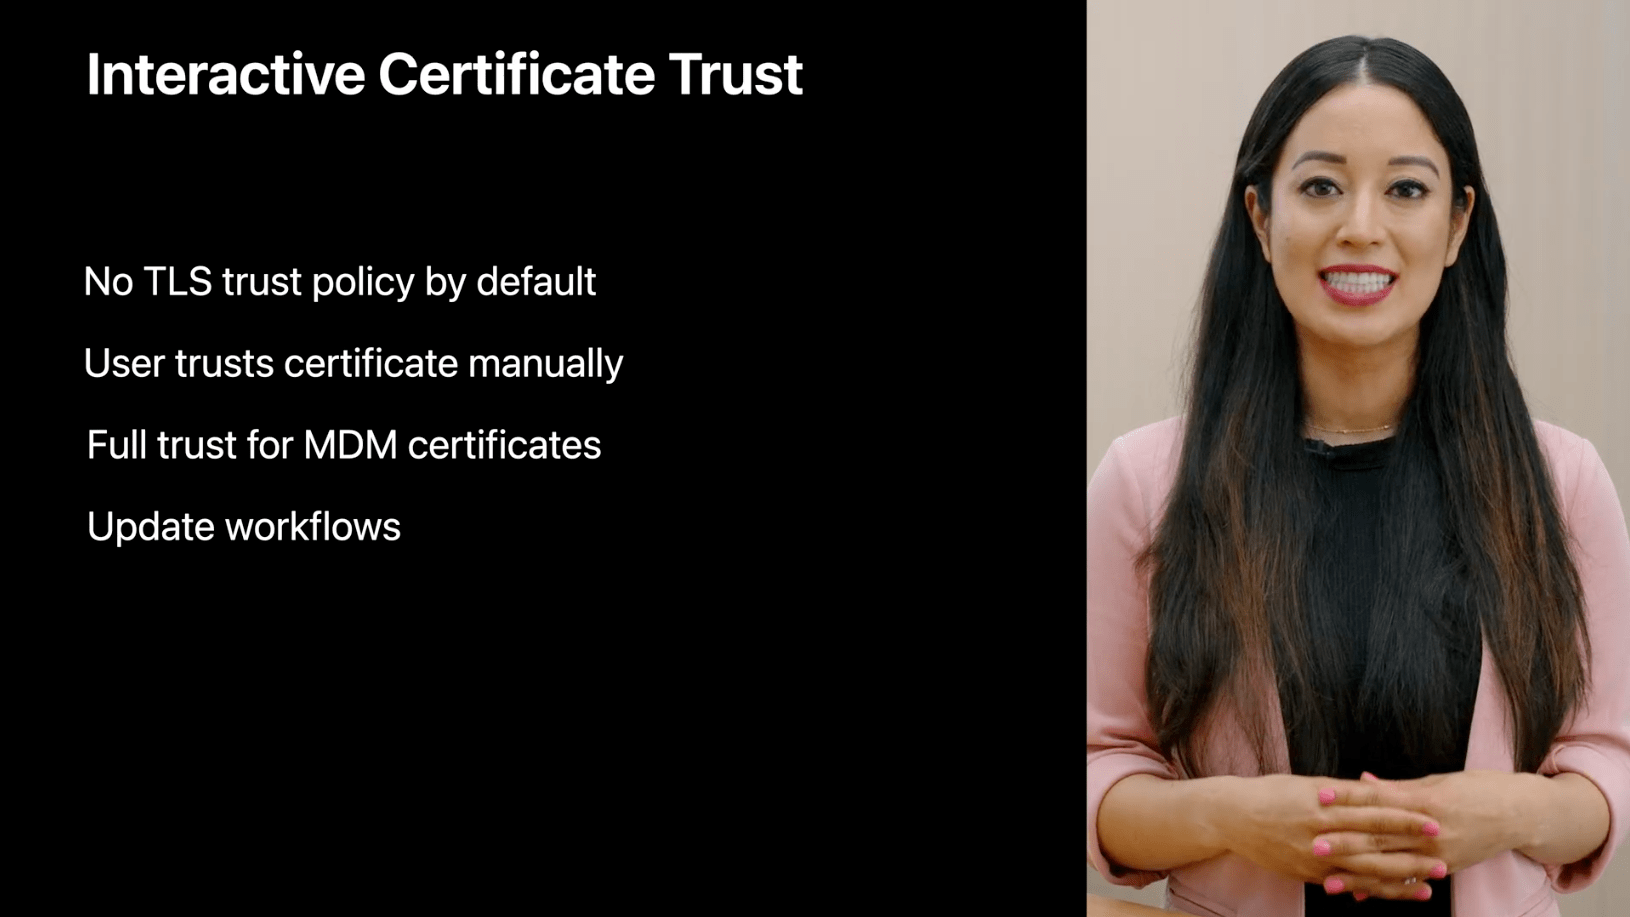 Interactive Certificate Trust
No TLS trust policy by default
User trusts certificate manually
Full trust for MDM certificates
Update workflows